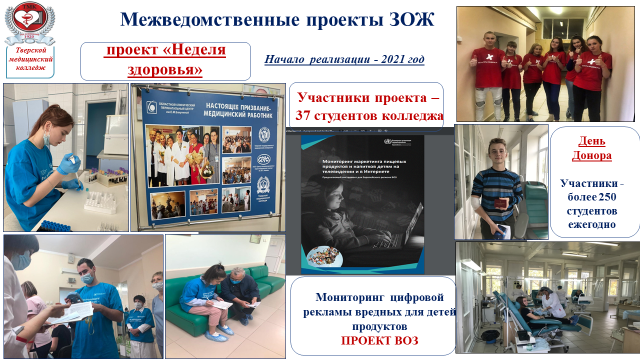 Межведомственные проекты ЗОЖ
Тверской
медицинский
колледж
проект «Неделя
здоровья»
Начало реализации - 2021 год
Участники проекта –
37 студентов колледжа
НАСТОЯЩЕЕ ПРИЗВАНИЕ-
МЕДИЦИНСКИЙ РАБОТНИК
Мониторинг маркетинга пищевых
продуктов и напитков детям на
телевидении и в Интернете
День
Донора
Участники -
более 250
студентов
ежегодно
Мониторинг цифровой
рекламы вредных для детей
продуктов
ПРОЕКТ ВОЗ